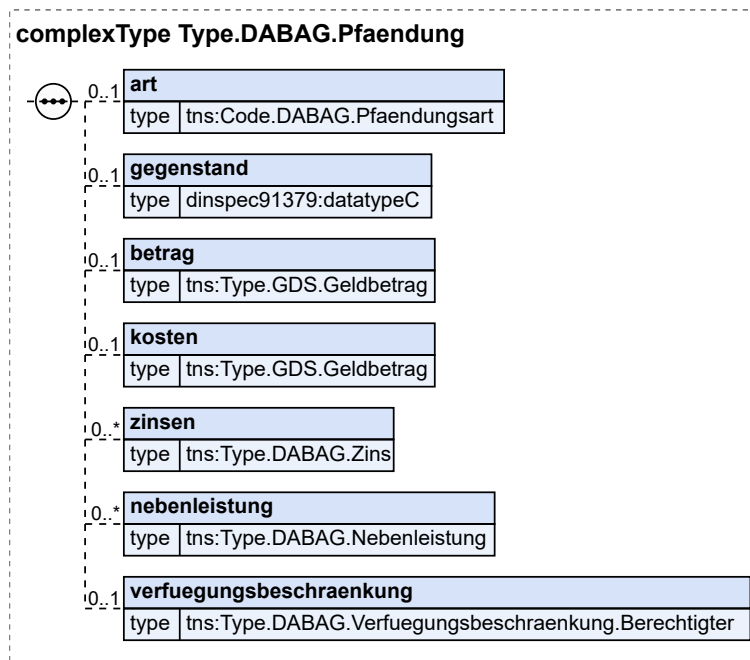 complexType Type.DABAG.Pfaendung
0..1 art
type tns:Code.DABAG.Pfaendungsart
0..1 gegenstand
type dinspec91379:datatypeC
0..1 betrag
type tns:Type.GDS.Geldbetrag
0..1 kosten
type tns:Type.GDS.Geldbetrag
0..* zinsen
type tns:Type.DABAG.Zins
0..* nebenleistung
type tns:Type.DABAG.Nebenleistung
0..1 verfuegungsbeschraenkung
type tns:Type.DABAG.Verfuegungsbeschraenkung.Berechtigter